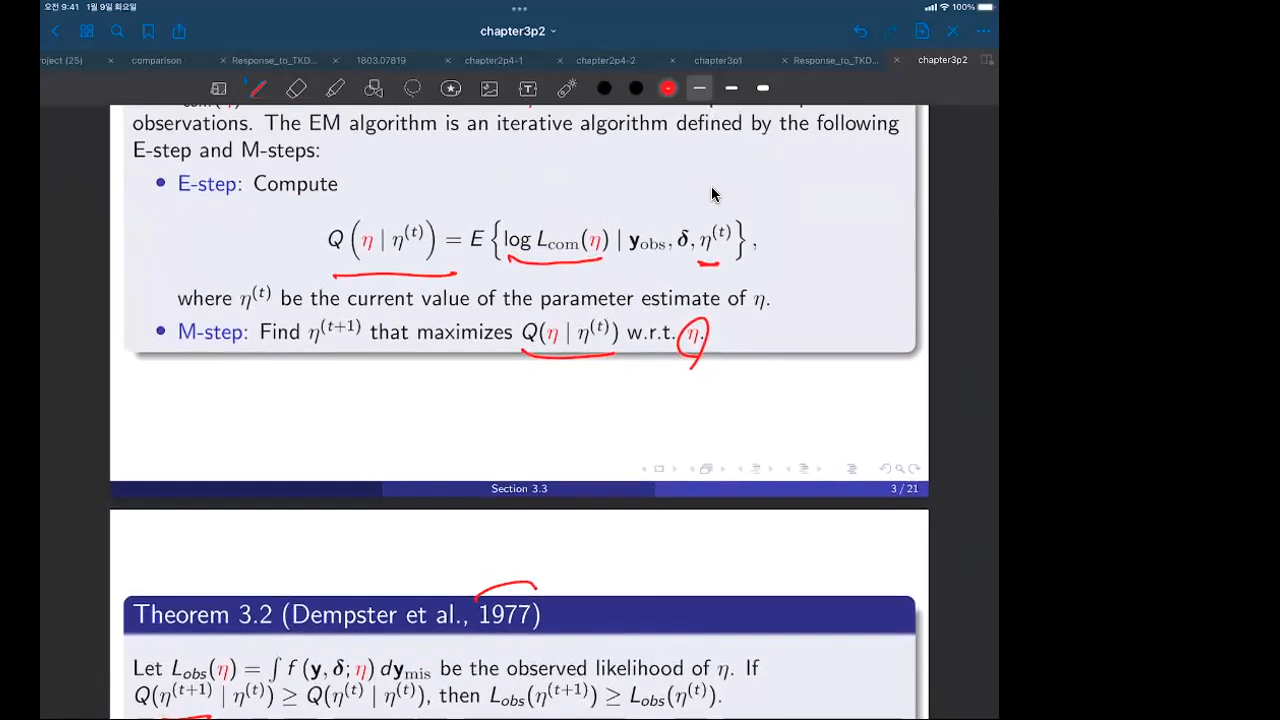 오전 9:41 1월 9일 화요일
100%
chapter3p2
roject (25)
comparison
Response_to_TKD...
1803.07819
chapter2p4-1
chapter2p4-2
chapter3o1
Response_to_TKD...
chapter3p2
observations. The EM algorithm is an iterative algorithm defined by the following
E-step and M-steps:
• E-step: Compute
Q (η | η^(t)) = E {log L_com(η) | y_obs, δ, η^(t)},
where η^(t) be the current value of the parameter estimate of η.
• M-step: Find η^(t+1) that maximizes Q(η | η^(t)) w.r.t. η.
Section 3.3
3 / 21
Theorem 3.2 (Dempster et al., 1977)
Let L_obs(η) = ∫ f (y, δ; η) dy_mis be the observed likelihood of η. If
Q(η^(t+1) | η^(t)) ≥ Q(η^(t) | η^(t)), then L_obs(η^(t+1)) ≥ L_obs(η^(t)).